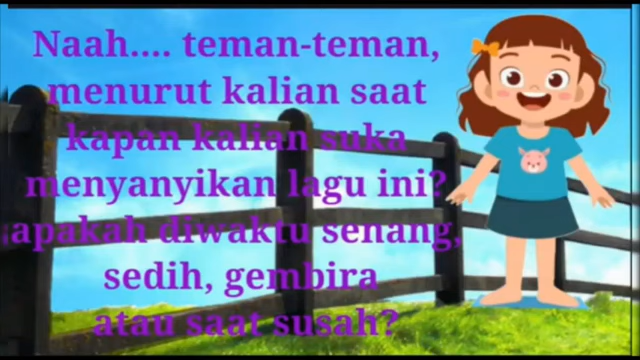 Naah.... teman-teman,
menurut kalian saat
kapan kalian suka
menyanyikan lagu ini?
apakah diwaktu senang,
sedih, gembira
atau saat susah?